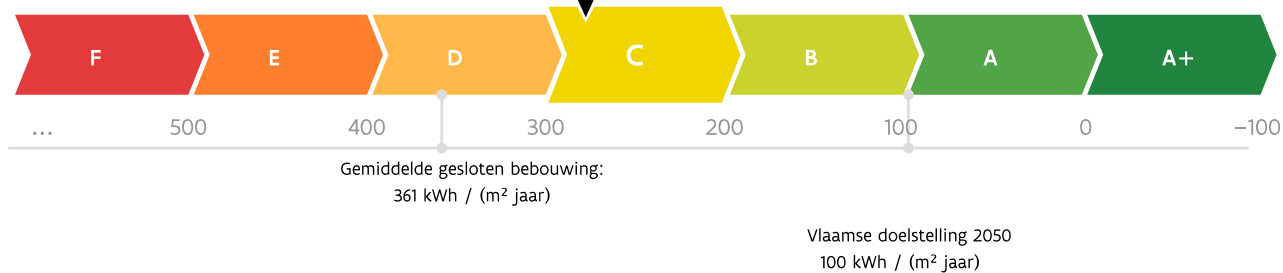 F E D C B A A+
... 500 400 300 200 100 0 −100
Gemiddelde gesloten bebouwing:
361 kWh / (m² jaar)
Vlaamse doelstelling 2050
100 kWh / (m² jaar)